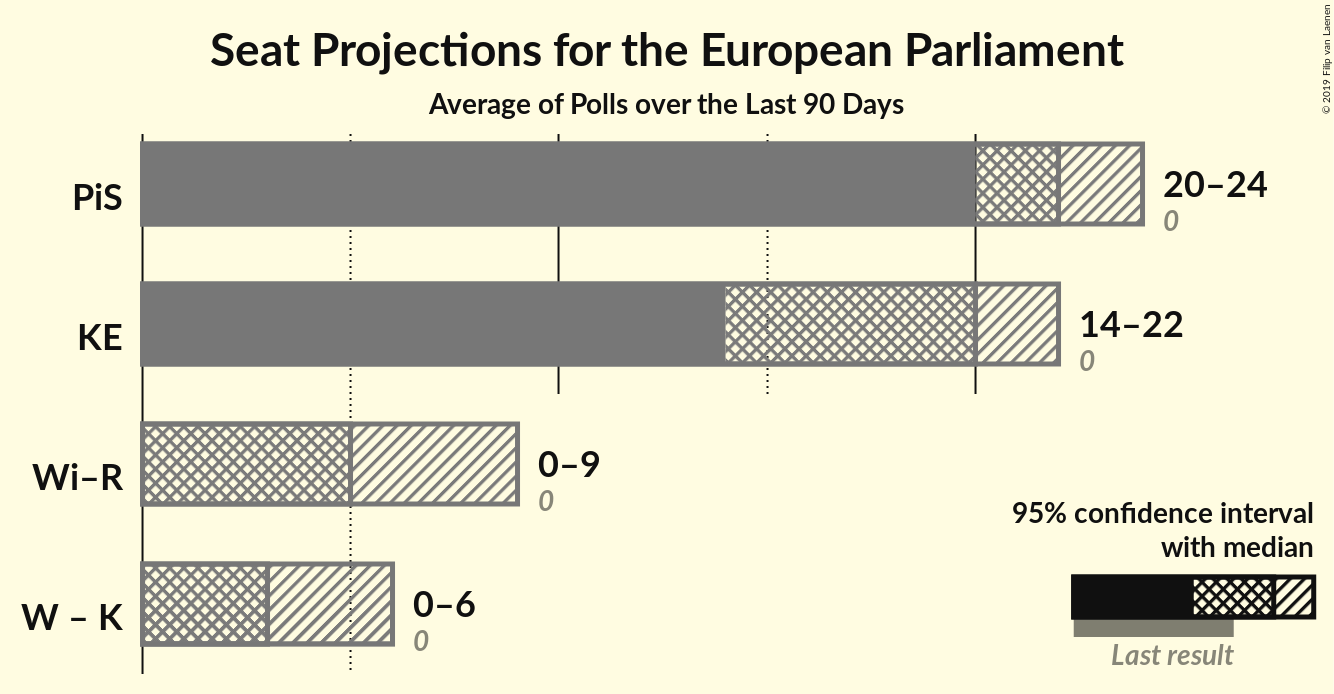 Seat Projections for the European Parliament
Average of Polls over the Last 90 Days
© 2019 Filip van Laenen
PiS
20–24
0
KE
14–22
0
Wi–R
0–9
0
W – K
0–6
0
95% confidence interval
with median
Last result